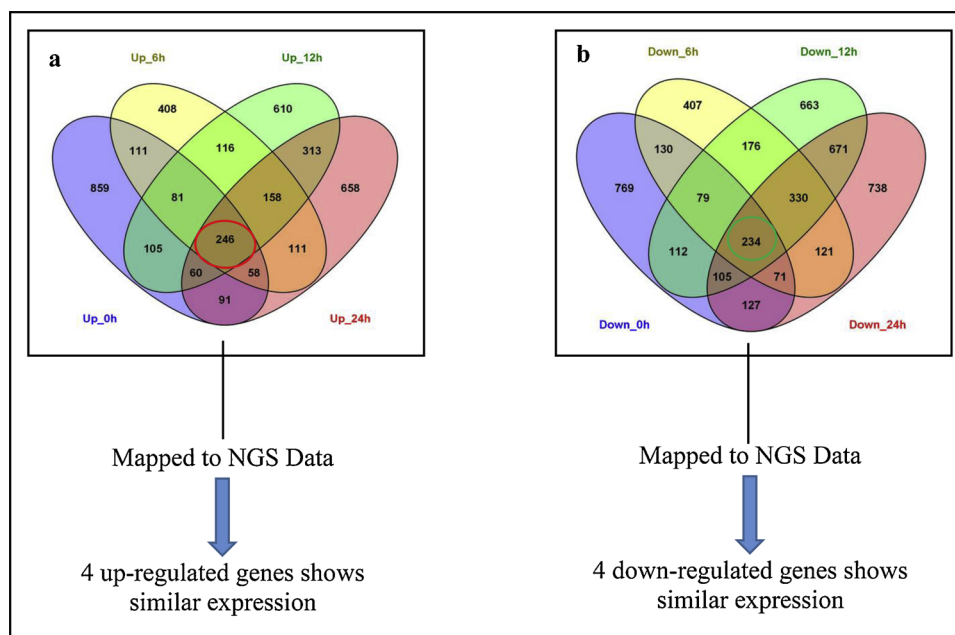 a
Up_6h
Up_12h
408
610
111
116
313
859
81
158
658
105
246
111
60
58
91
Up_0h
Up_24h
Mapped to NGS Data
4 up-regulated genes shows
similar expression
b
Down_6h
Down_12h
407
663
130
176
671
769
79
330
738
112
234
121
105
71
127
Down_0h
Down_24h
Mapped to NGS Data
4 down-regulated genes shows
similar expression